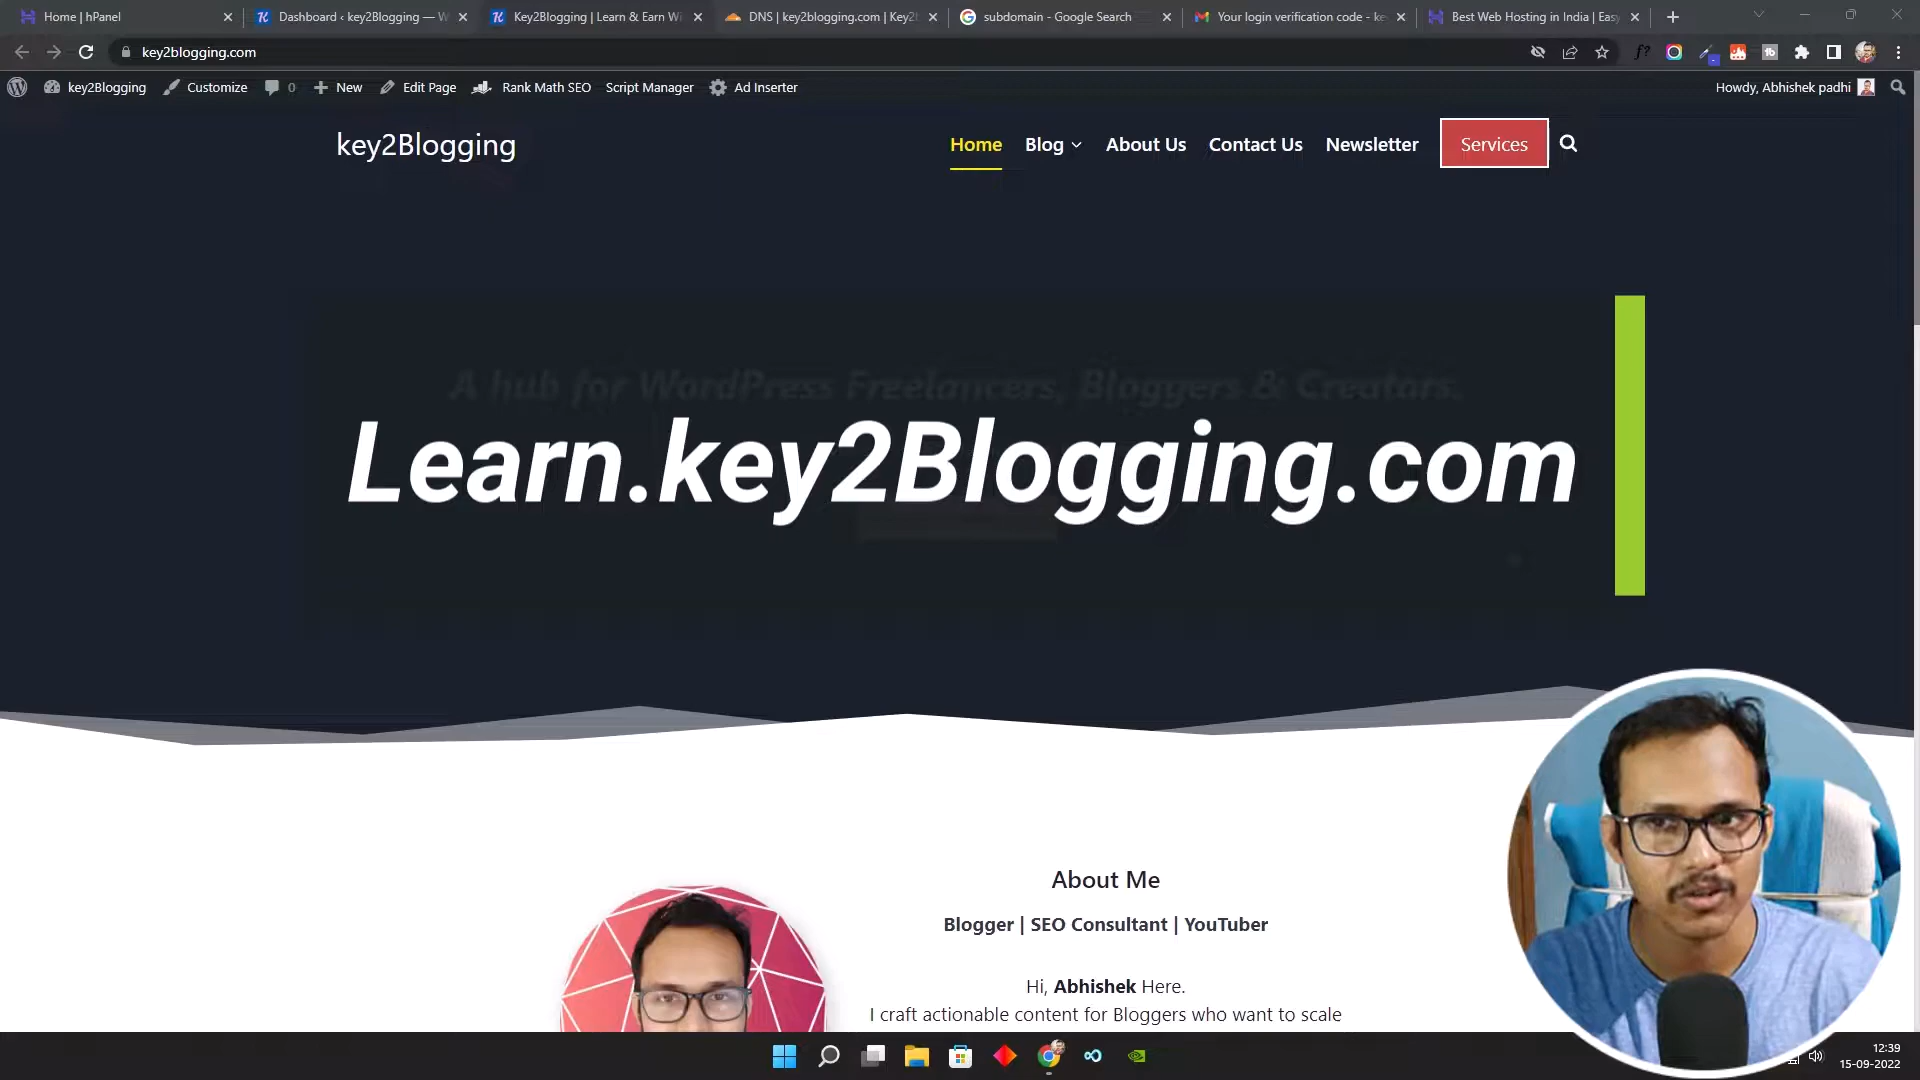 Home | hPanel
Dashboard ‹ key2Blogging — W
Key2Blogging | Learn & Earn Wi
DNS | key2blogging.com | Key2
subdomain - Google Search
Your login verification code - ke
Best Web Hosting in India | Easy
key2blogging.com
f?
key2Blogging
Customize
0
New
Edit Page
Rank Math SEO
Script Manager
Ad Inserter
Howdy, Abhishek padhi
key2Blogging
Home
Blog
About Us
Contact Us
Newsletter
Services
A hub for WordPress Freelancers, Bloggers & Creators.
Learn.key2Blogging.com
About Me
Blogger | SEO Consultant | YouTuber
Hi, Abhishek Here.
I craft actionable content for Bloggers who want to scale
12:39
15-09-2022